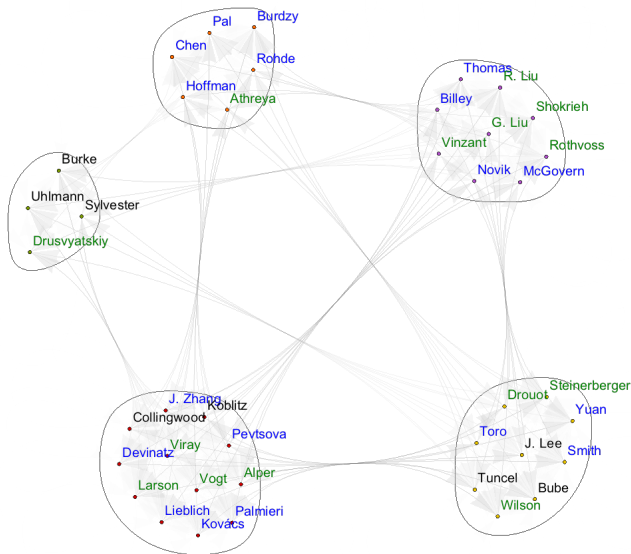 Pal
Burdzy
Chen
Rohde
Hoffman
Athreya
Thomas
R. Liu
Billey
Shokrieh
G. Liu
Vinzant
Rothvoss
Novik
McGovern
Burke
Uhlmann
Sylvester
Drusvyatskiy
J. Zhang
Koblitz
Collingwood
Pevtsova
Viray
Devinatz
Vogt
Alper
Larson
Lieblich
Palmieri
Kovács
Steinerberger
Drouot
Yuan
Toro
J. Lee
Smith
Tuncel
Bube
Wilson